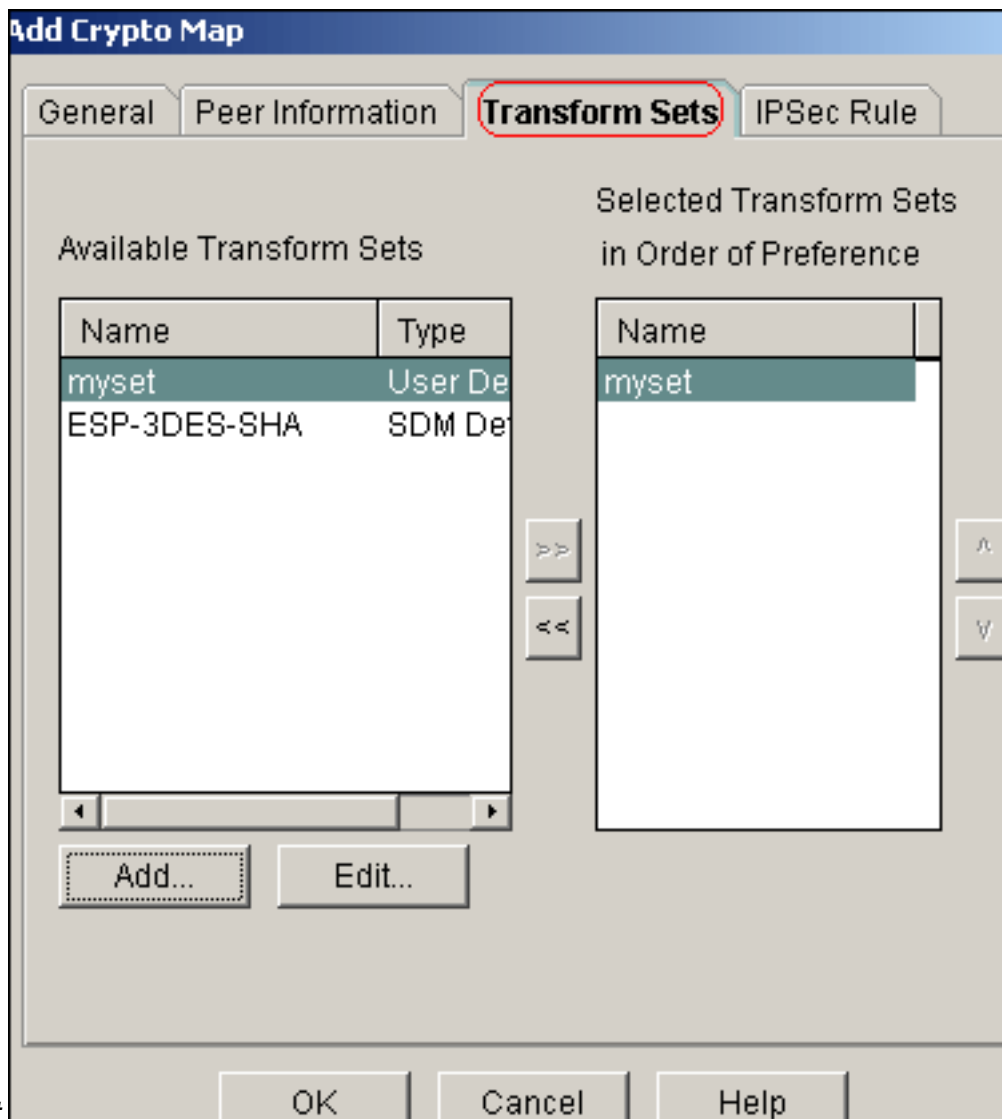 Add Crypto Map
General Peer Information Transform Sets IPSec Rule
Selected Transform Sets
in Order of Preference
Available Transform Sets
Name Type
myset User De
ESP-3DES-SHA SDM De
Name
myset
>>
<<
Add... Edit...
OK Cancel Help